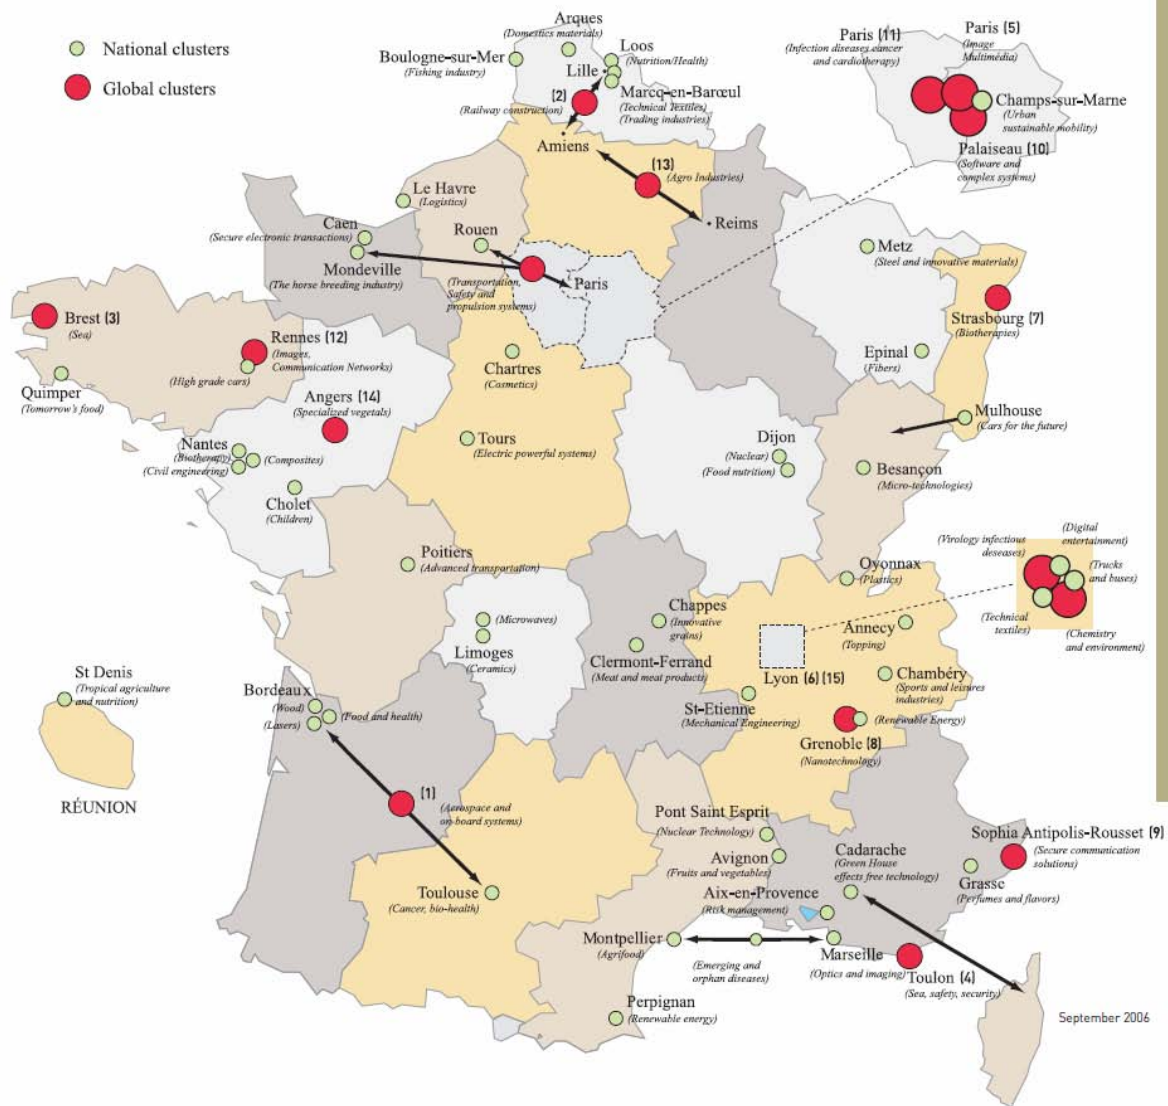 National clusters
Global clusters
Arques
(Domestics materials)
Boulogne-sur-Mer
(Fishing industry)
Loos
(Nutrition/Health)
Lille
Marcq-en-Barœul
(Technical Textiles)
(Trading industries)
(2)
(Railway construction)
Amiens
(13)
(Agro Industries)
Reims
Paris (11)
(Infection diseases cancer
and cardiotherapy)
Paris (5)
(Image
Multimédia)
Champs-sur-Marne
(Urban
sustainable mobility)
Palaiseau (10)
(Software and
complex systems)
Le Havre
(Logistics)
Caen
(Secure electronic transactions)
Mondeville
(The horse breeding industry)
Rouen
(Transportation,
Safety and
propulsion systems)
Paris
Metz
(Steel and innovative materials)
Strasbourg (7)
(Biotherapies)
Epinal
(Fibers)
Brest (3)
(Sea)
Rennes (12)
(Images,
Communication Networks)
(High grade cars)
Quimper
(Tomorrow's food)
Chartres
(Cosmetics)
Angers (14)
(Specialized vegetals)
Mulhouse
(Cars for the future)
Nantes
(Biotherapy)
(Civil engineering)
(Composites)
Tours
(Electric powerful systems)
Dijon
(Nuclear)
(Food nutrition)
Besançon
(Micro-technologies)
Cholet
(Children)
Poitiers
(Advanced transportation)
Oyonnax
(Plastics)
(Virology infectious
deseases)
(Digital
entertainment)
(Trucks
and buses)
(Technical
textiles)
(Chemistry
and environment)
Chappes
(Innovative
grains)
(Microwaves)
Limoges
(Ceramics)
Clermont-Ferrand
(Meat and meat products)
Annecy
(Topping)
Lyon (6) (15)
Chambéry
(Sports and leisures
industries)
St-Etienne
(Mechanical Engineering)
(Renewable Energy)
Grenoble (8)
(Nanotechnology)
St Denis
(Tropical agriculture
and nutrition)
RÉUNION
Bordeaux
(Wood)
(Food and health)
(Lasers)
(1)
(Aerospace and
on-board systems)
Toulouse
(Cancer, bio-health)
Pont Saint Esprit
(Nuclear Technology)
Avignon
(Fruits and vegetables)
Cadarache
(Green House
effects free technology)
Sophia Antipolis-Rousset (9)
(Secure communication
solutions)
Grasse
(Perfumes and flavors)
Aix-en-Provence
(Risk management)
Montpellier
(Agrifood)
(Emerging and
orphan diseases)
Marseille
(Optics and imaging)
Toulon (4)
(Sea, safety, security)
Perpignan
(Renewable energy)
September 2006